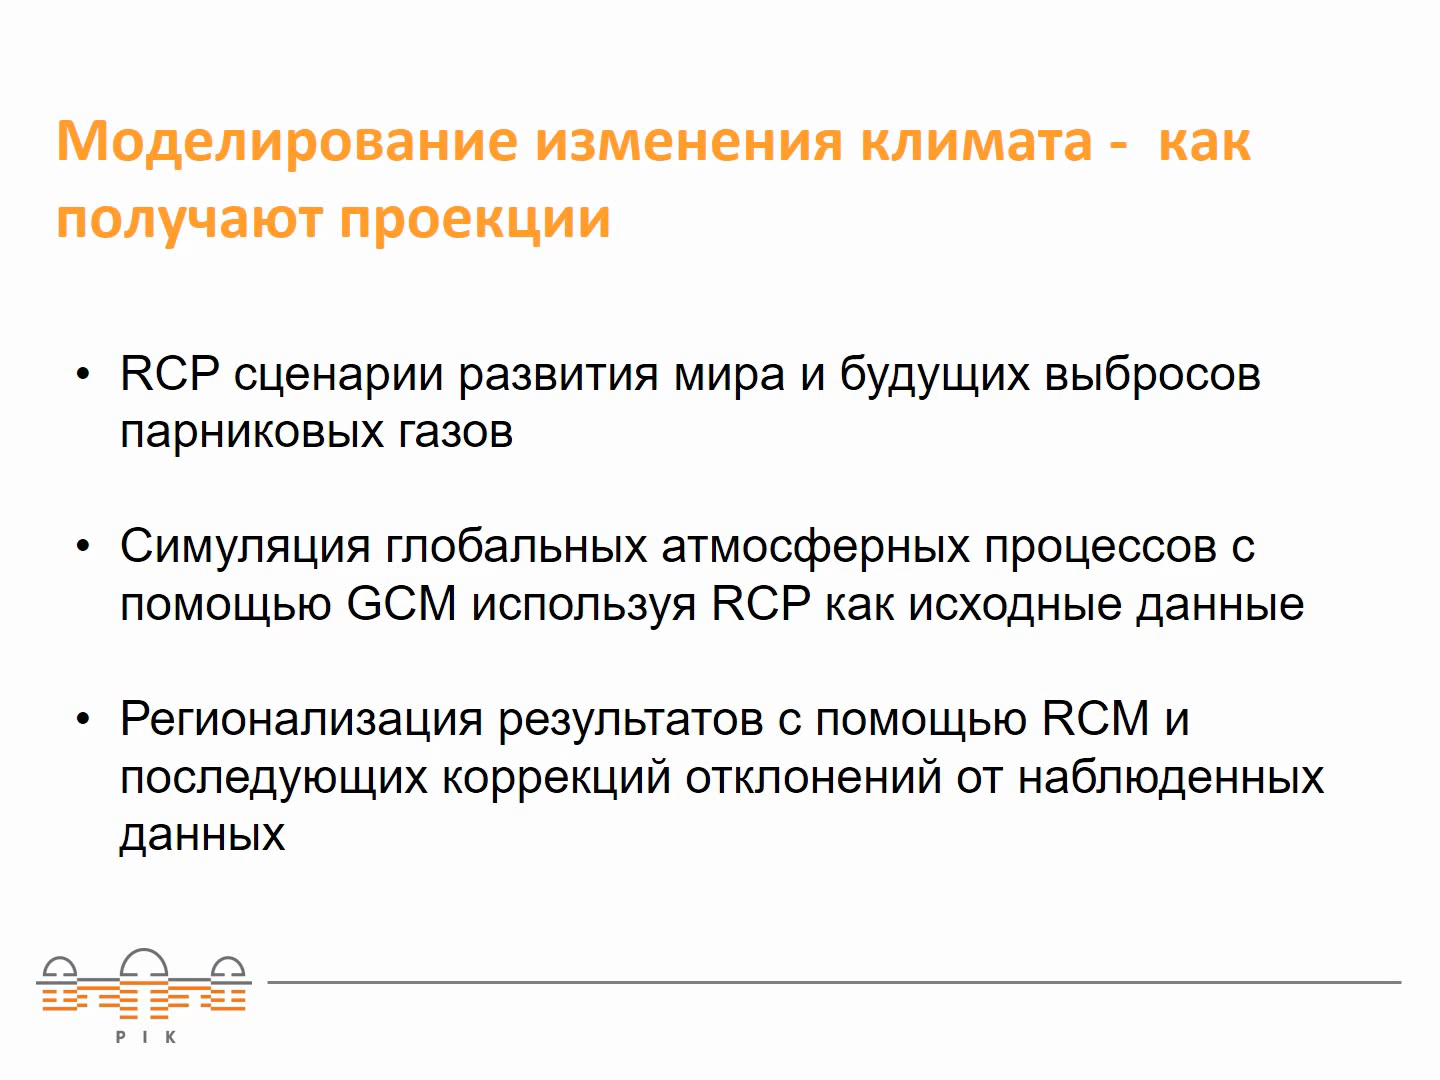 Моделирование изменения климата -  как
получают проекции
• RCP сценарии развития мира и будущих выбросов
парниковых газов
• Симуляция глобальных атмосферных процессов с
помощью GCM используя RCP как исходные данные
• Регионализация результатов с помощью RCM и
последующих коррекций отклонений от наблюденных
данных
P I K